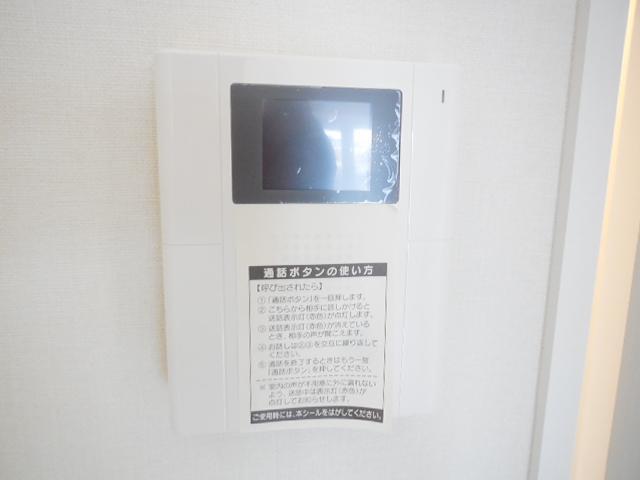 通話ボタンの使い方
【呼び出されたら】
①「通話ボタン」を一回押します。
②こちらから相手に話しかけると
送話表示灯(赤色)が点灯します。
③送話表示灯(赤色)が消えている
とき、相手の声が聞こえます。
④お話しは②③を交互に繰り返して
ください。
⑤通話を終了するときはもう一度
「通話ボタン」を押してください。
※室内の声が不用意に外に漏れない
よう、送話中は表示灯(赤色)が
点灯してお知らせします。
ご使用時には、本シールをはがしてください。